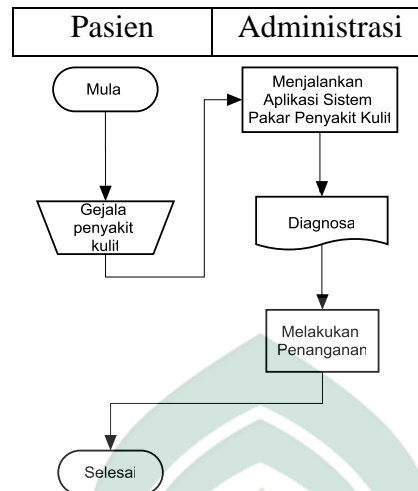 Pasien
Administrasi
Mula
Menjalankan
Aplikasi Sistem
Pakar Penyakit Kulit
Gejala
penyakit
kulit
Diagnosa
Melakukan
Penanganan
Selesai